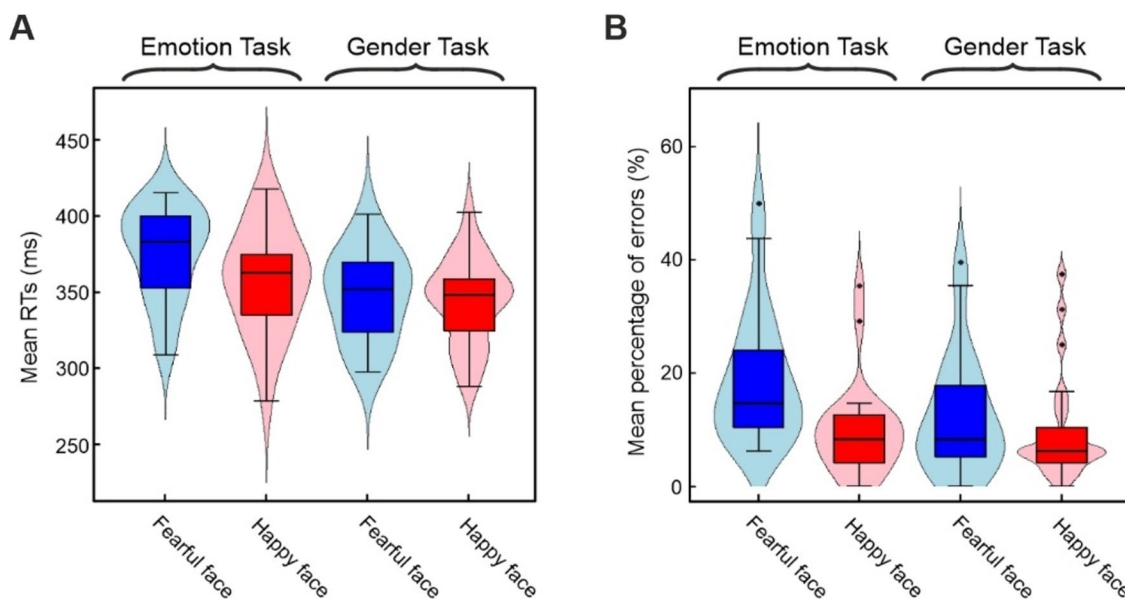 A
Emotion Task Gender Task
Mean RTs (ms)
450
400
350
300
250
Fearful face
Happy face
Fearful face
Happy face
B
Emotion Task Gender Task
Mean percentage of errors (%)
60
40
20
0
Fearful face
Happy face
Fearful face
Happy face